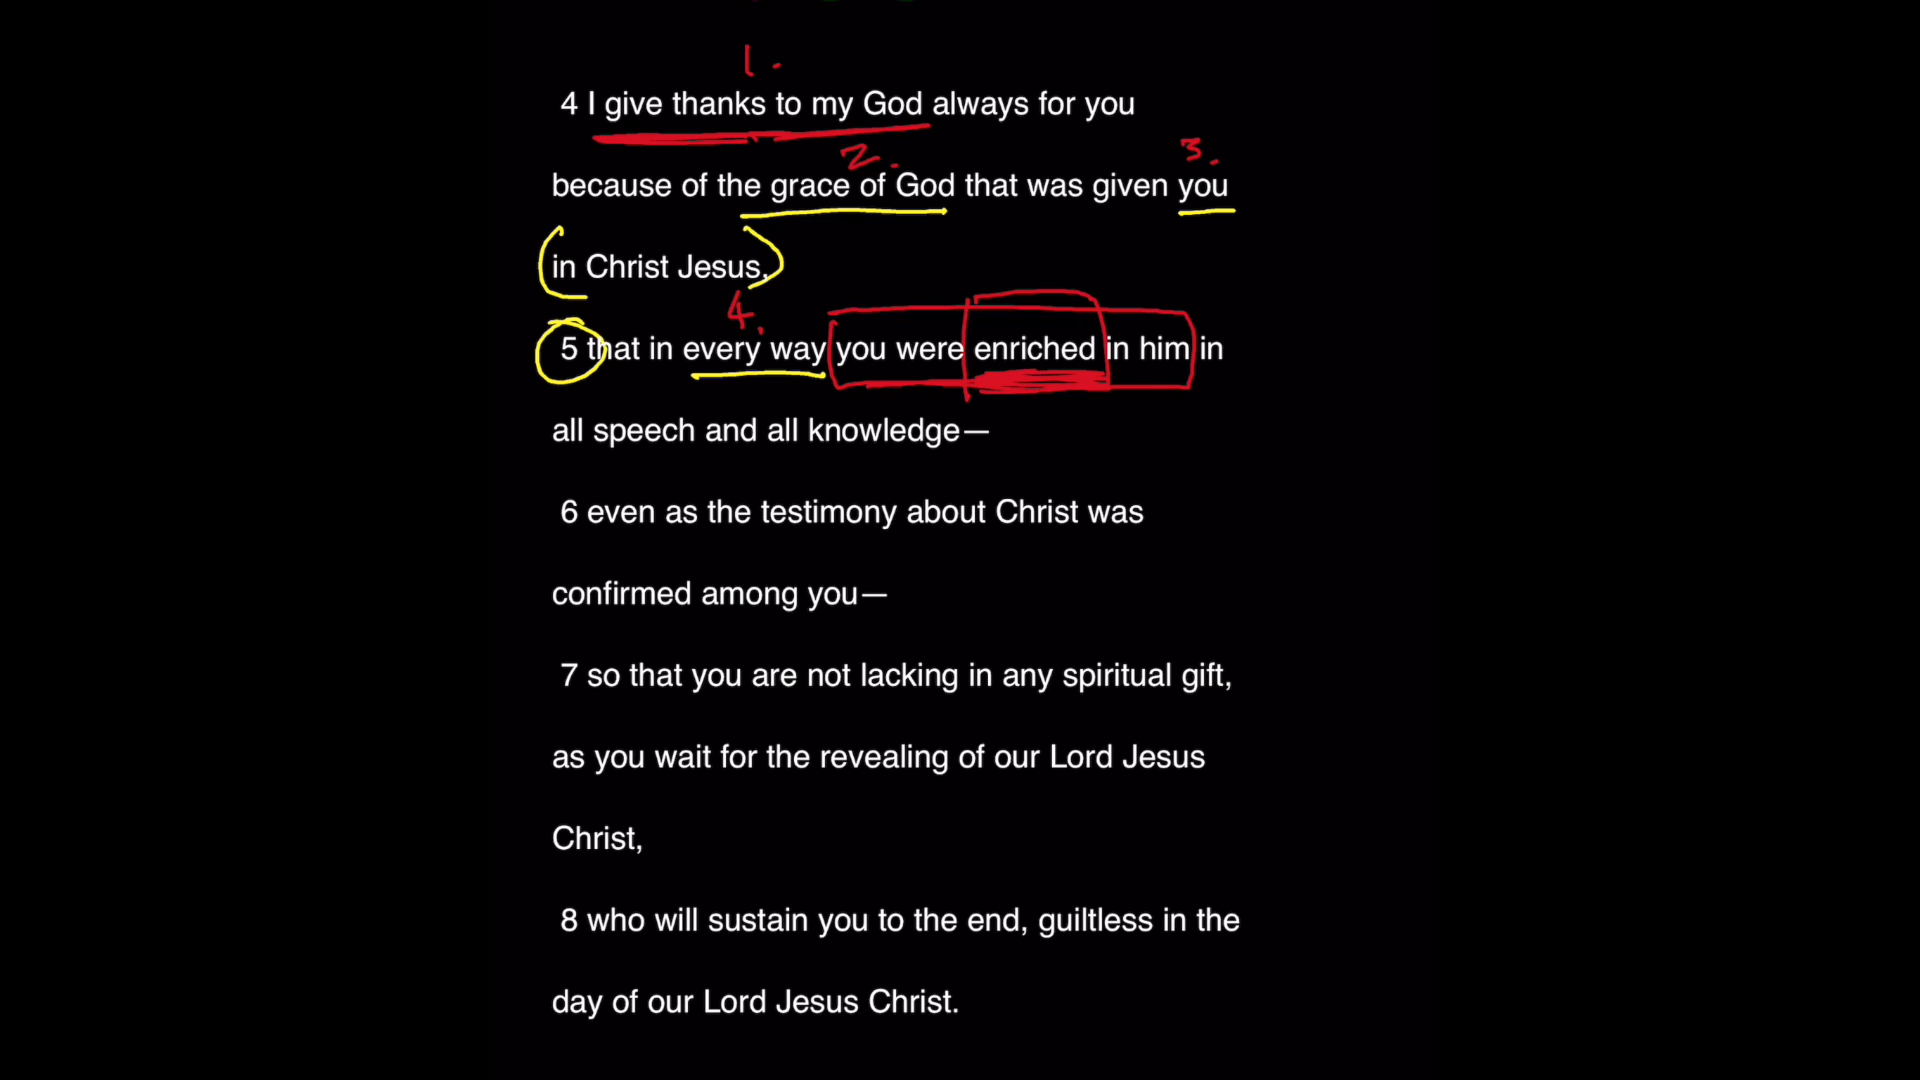 1.
4 I give thanks to my God always for you
2.
3.
because of the grace of God that was given you
in Christ Jesus,
4.
5 that in every way you were enriched in him in
all speech and all knowledge—
6 even as the testimony about Christ was
confirmed among you—
7 so that you are not lacking in any spiritual gift,
as you wait for the revealing of our Lord Jesus
Christ,
8 who will sustain you to the end, guiltless in the
day of our Lord Jesus Christ.